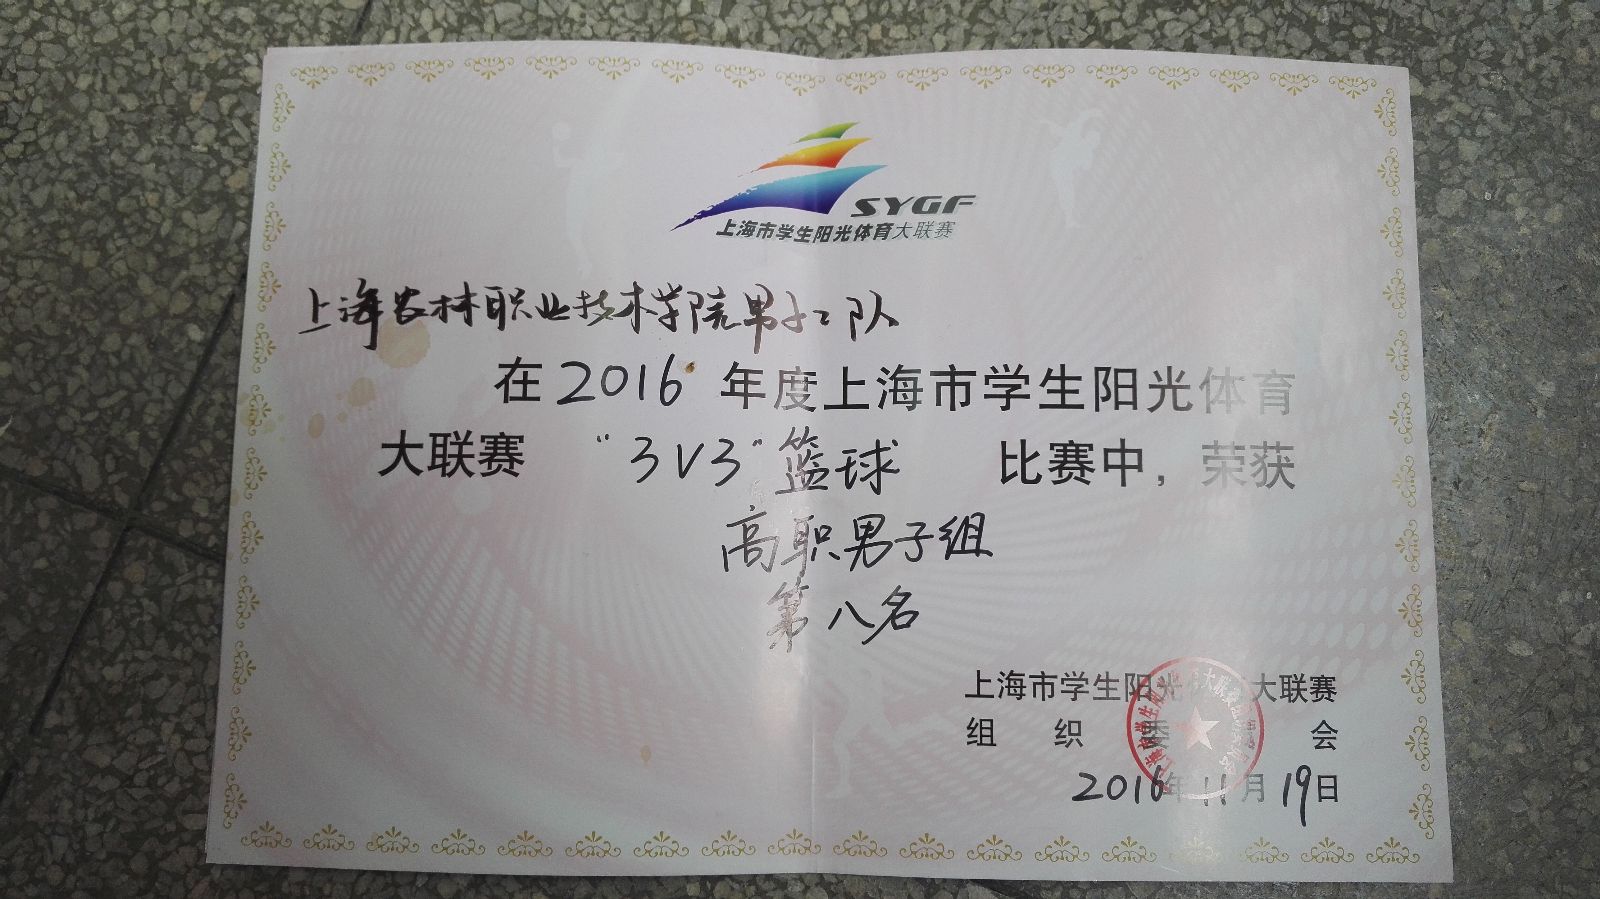 SYGF
上海市学生阳光体育大联赛
上海农林职业技术学院男子二队
在2016年度上海市学生阳光体育
大联赛 "3V3"篮球 比赛中，荣获
高职男子组
第八名
上海市学生阳光体育大联赛
组织委会
2016年11月19日